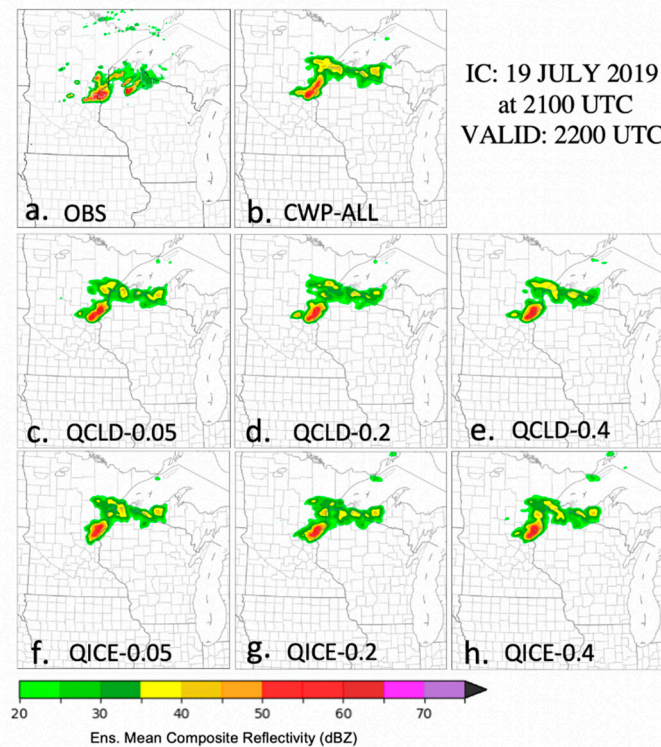 IC: 19 JULY 2019
at 2100 UTC
VALID: 2200 UTC
a. OBS
b. CWP-ALL
c. QCLD-0.05
d. QCLD-0.2
e. QCLD-0.4
f. QICE-0.05
g. QICE-0.2
h. QICE-0.4
20 30 40 50 60 70
Ens. Mean Composite Reflectivity (dBZ)